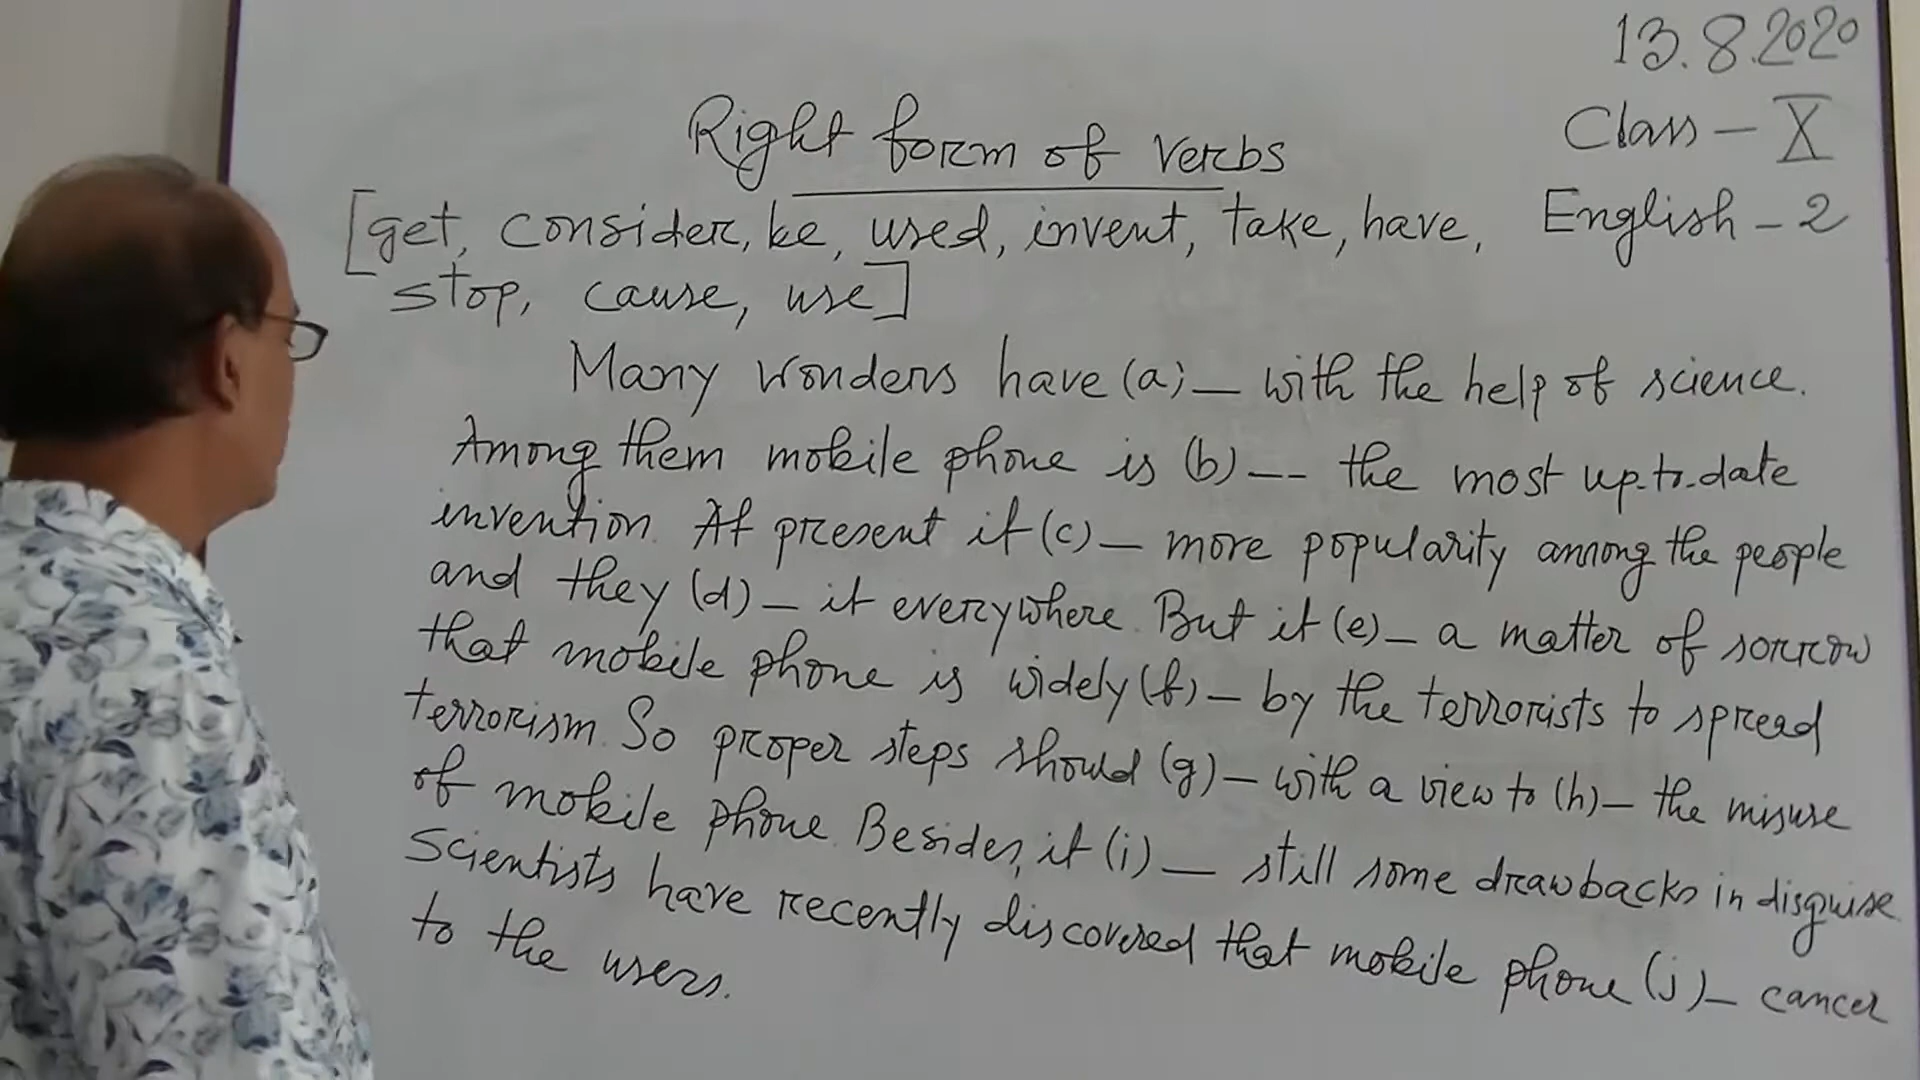 13.8.2020
Class - X
Right form of verbs
English - 2
[get, consider, be, used, invent, take, have,
stop, cause, use]
Many wonders have (a) _ with the help of science.
Among them mobile phone is (b) -- the most up-to-date
invention. At present it (c) _ more popularity among the people
and they (d) _ it everywhere. But it (e) _ a matter of sorrow
that mobile phone is widely (f) _ by the terrorists to spread
terrorism. So proper steps should (g) _ with a view to (h) _ the misuse
of mobile phone. Besides, it (i) _ still some drawbacks in disguise.
Scientists have recently discovered that mobile phone (j) _ cancer
to the users.